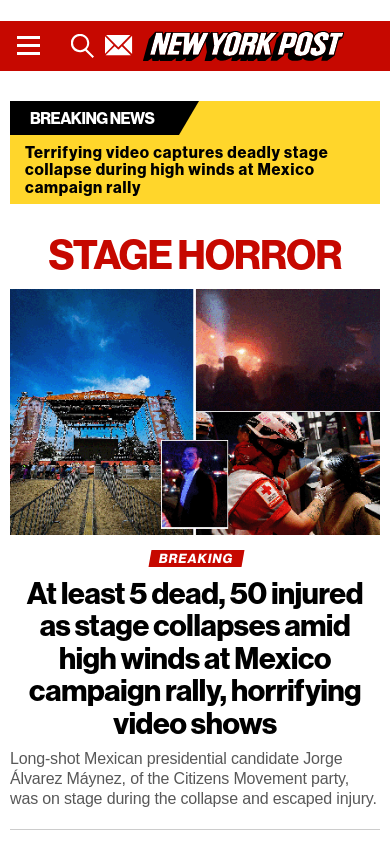 NEW YORK POST
BREAKING NEWS
Terrifying video captures deadly stage
collapse during high winds at Mexico
campaign rally
STAGE HORROR
BREAKING
At least 5 dead, 50 injured
as stage collapses amid
high winds at Mexico
campaign rally, horrifying
video shows
Long-shot Mexican presidential candidate Jorge
Álvarez Máynez, of the Citizens Movement party,
was on stage during the collapse and escaped injury.